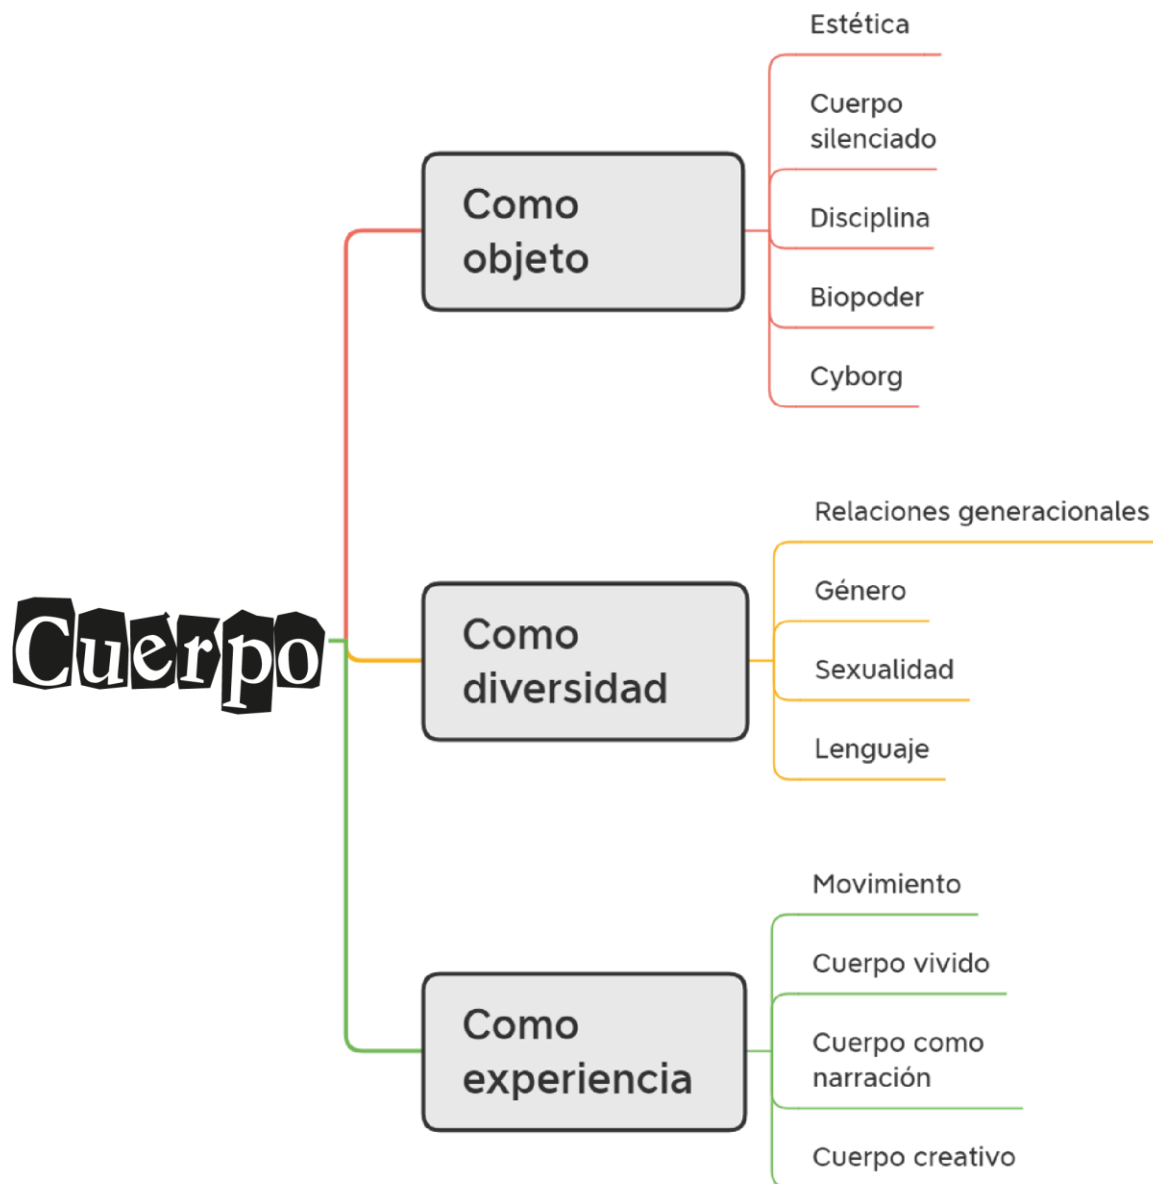 Cuerpo
Como
objeto
Estética
Cuerpo
silenciado
Disciplina
Biopoder
Cyborg
Como
diversidad
Relaciones generacionales
Género
Sexualidad
Lenguaje
Como
experiencia
Movimiento
Cuerpo vivido
Cuerpo como
narración
Cuerpo creativo